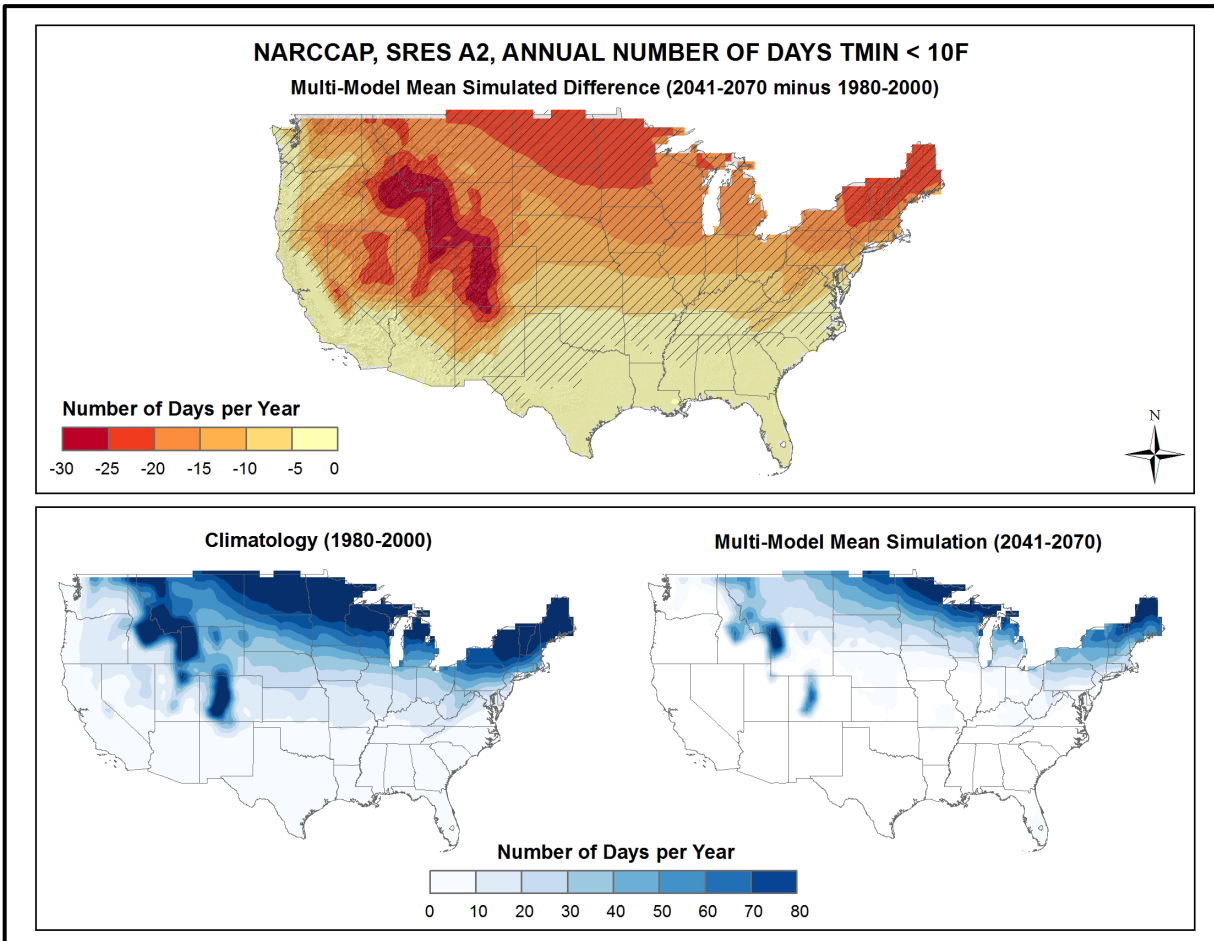 NARCCAP, SRES A2, ANNUAL NUMBER OF DAYS TMIN < 10F
Multi-Model Mean Simulated Difference (2041-2070 minus 1980-2000)
Number of Days per Year
-30 -25 -20 -15 -10 -5 0
N
Climatology (1980-2000)
Multi-Model Mean Simulation (2041-2070)
Number of Days per Year
0 10 20 30 40 50 60 70 80